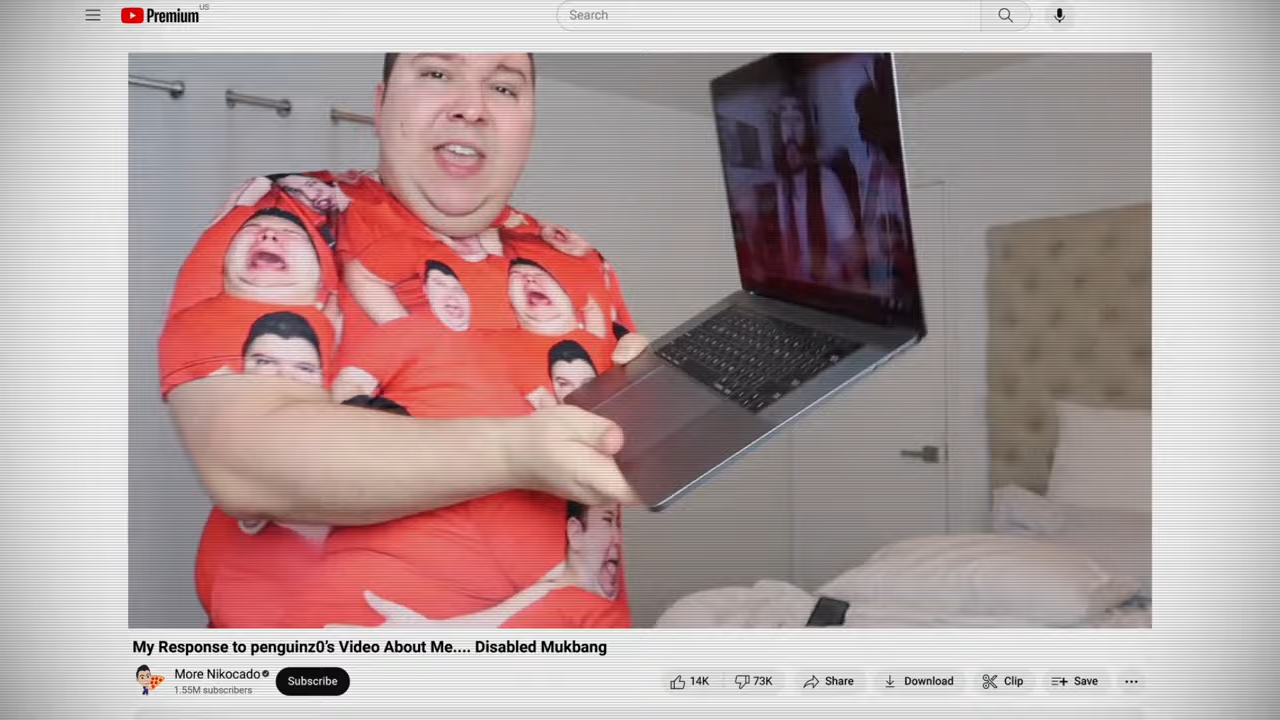 Premium US
Search
My Response to penguinz0’s Video About Me.... Disabled Mukbang
More Nikocado
1.55M subscribers
Subscribe
14K
73K
Share
Download
Clip
Save